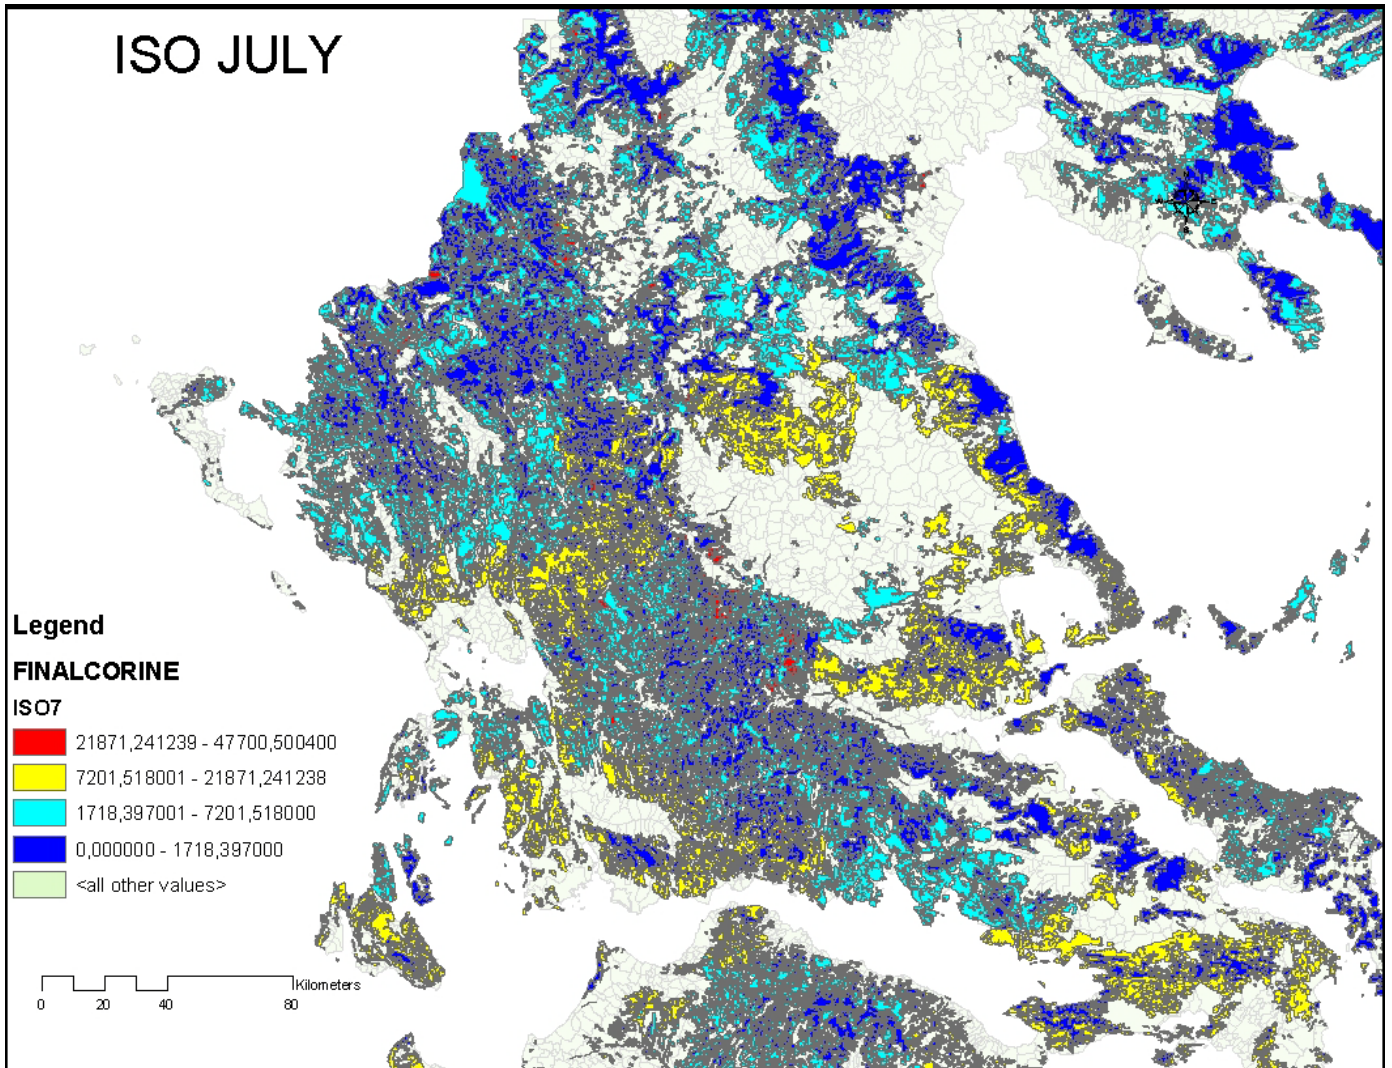 ISO JULY
Legend
FINALCORINE
ISO7
21871,241239 - 47700,500400
7201,518001 - 21871,241238
1718,397001 - 7201,518000
0,000000 - 1718,397000
<all other values>
Kilometers
0 20 40 80